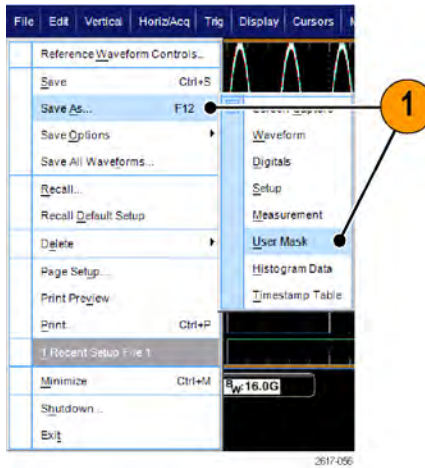 File Edit Vertical Horiz/Acq Trig Display Cursors
Reference Waveform Controls...
Save Ctrl+S
Save As... F12
Save Options
Save All Waveforms...
Recall...
Recall Default Setup
Delete
Page Setup...
Print Preview
Print... Ctrl+P
1 Recent Setup File 1
Minimize Ctrl+M
Shutdown...
Exit
Screen Capture
Waveform
Digitals
Setup
Measurement
User Mask
Histogram Data
Timestamp Table
1
BW:16.0G
2617-056